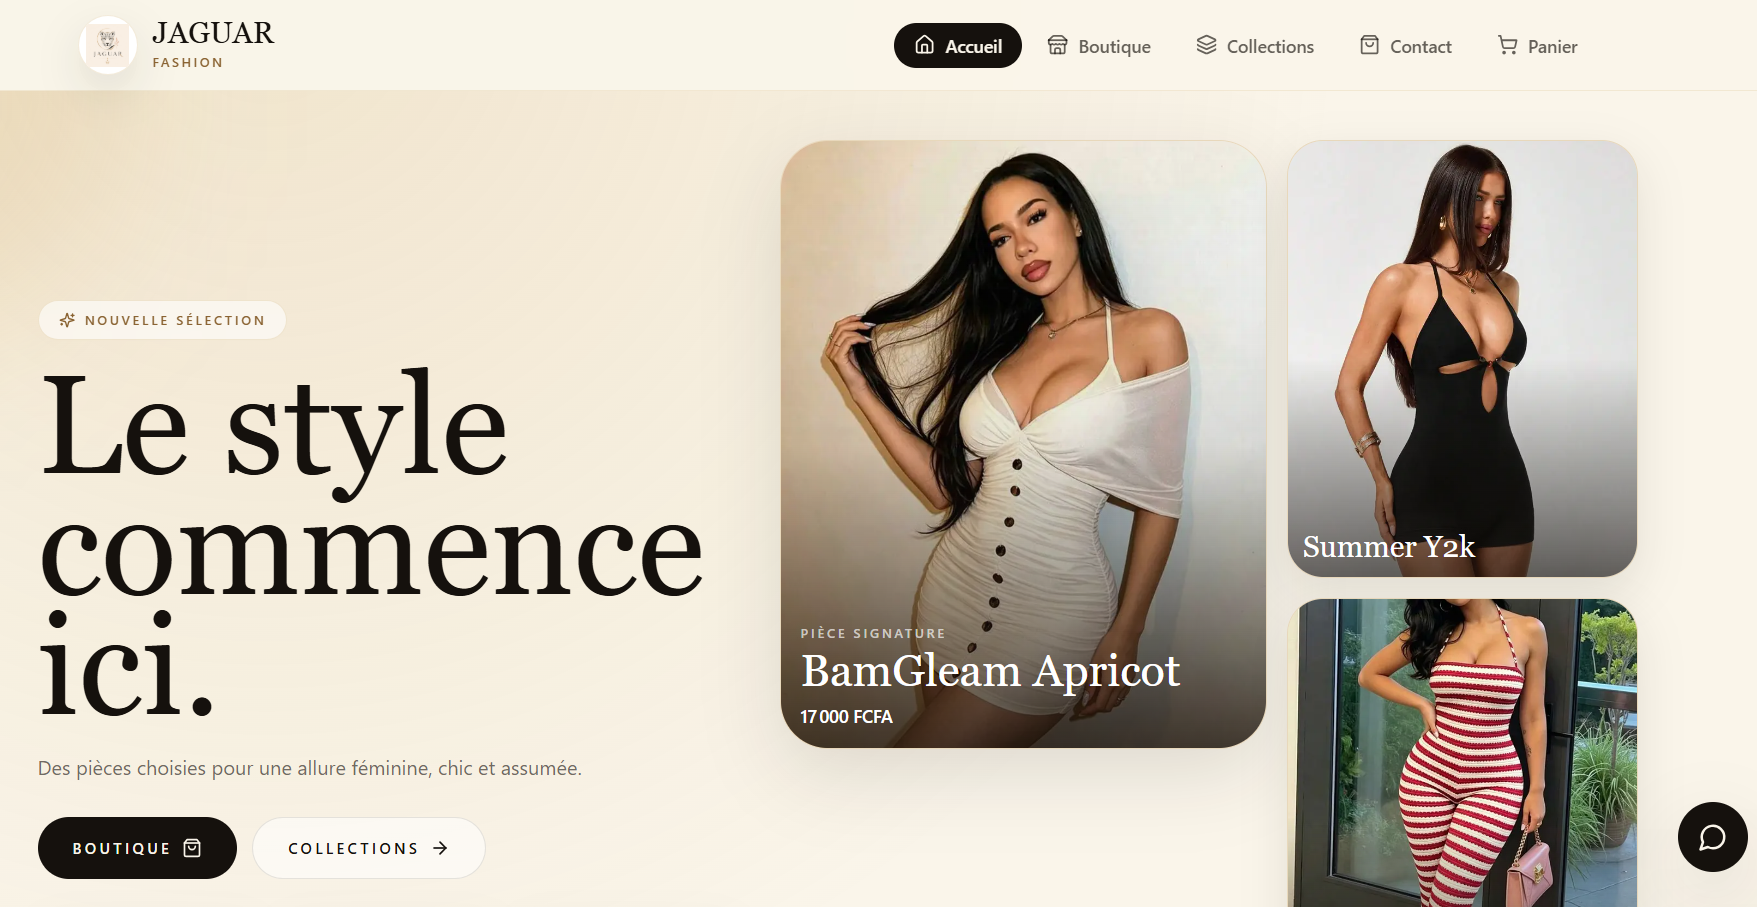 JAGUAR
JAGUAR
FASHION
Accueil
Boutique
Collections
Contact
Panier
NOUVELLE SÉLECTION
Le style
commence
ici.
Des pièces choisies pour une allure féminine, chic et assumée.
BOUTIQUE
COLLECTIONS
PIÈCE SIGNATURE
BamGleam Apricot
17 000 FCFA
Summer Y2k